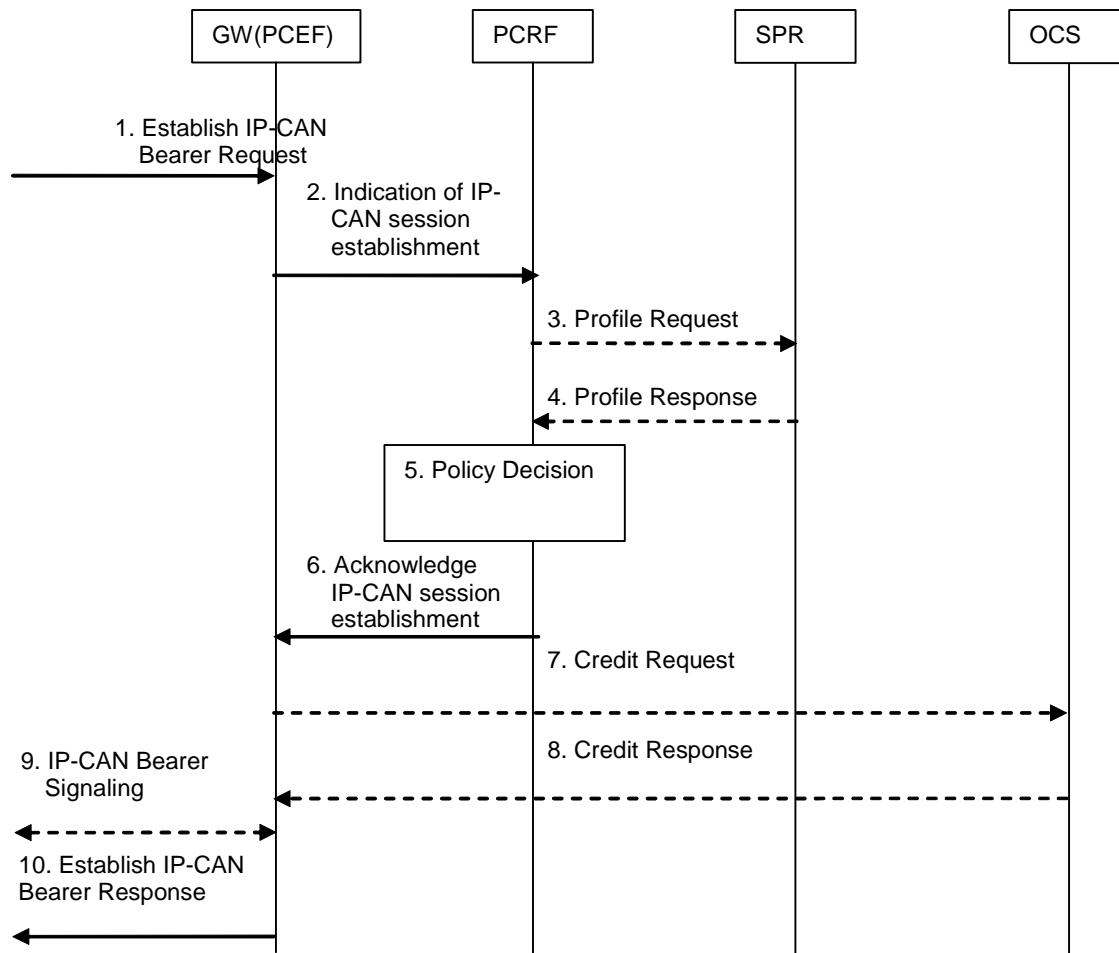 GW(PCEF)
PCRF
SPR
OCS
1. Establish IP-CAN
Bearer Request
2. Indication of IP-
CAN session
establishment
3. Profile Request
4. Profile Response
5. Policy Decision
6. Acknowledge
IP-CAN session
establishment
7. Credit Request
8. Credit Response
9. IP-CAN Bearer
Signaling
10. Establish IP-CAN
Bearer Response